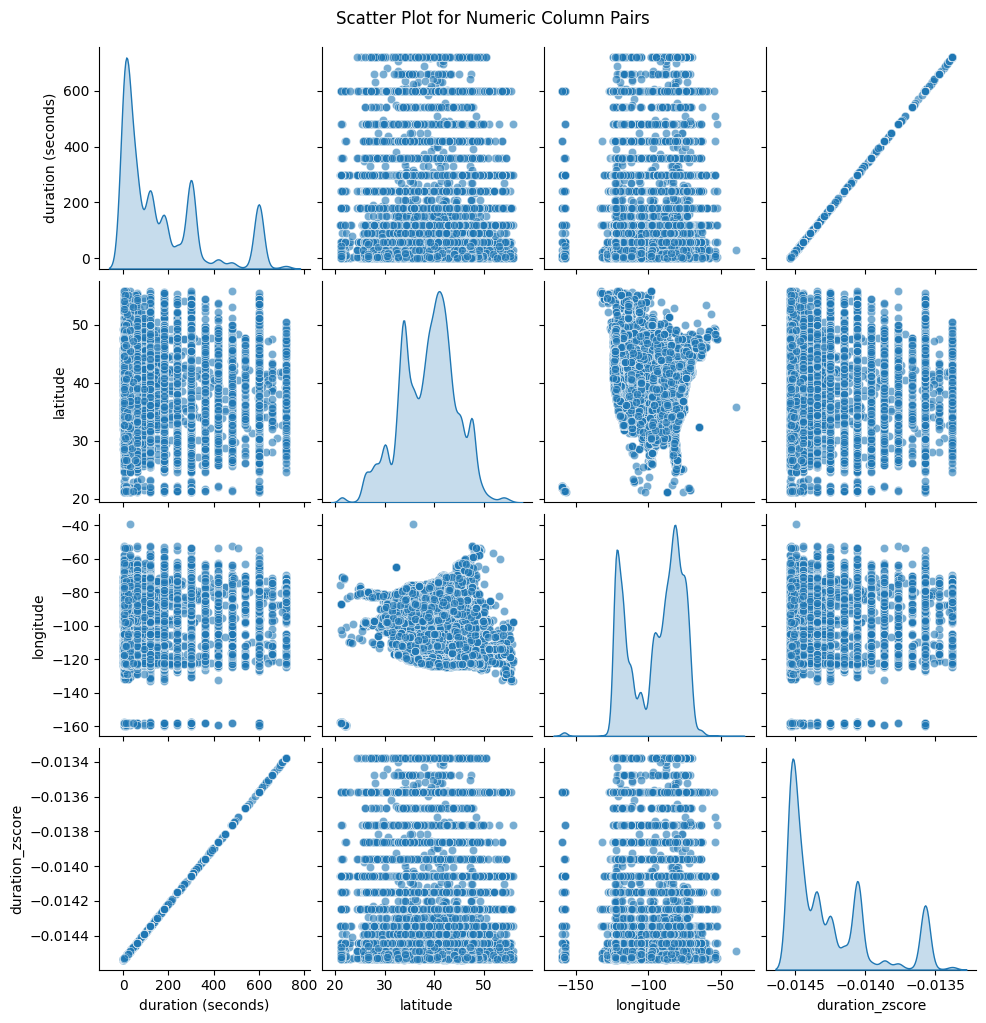 Scatter Plot for Numeric Column Pairs
duration (seconds)
600
400
200
0
latitude
50
40
30
20
longitude
−40
−60
−80
−100
−120
−140
−160
duration_zscore
−0.0134
−0.0136
−0.0138
−0.0140
−0.0142
−0.0144
0 200 400 600 800
20 30 40 50
−150 −100 −50
−0.0145 −0.0140 −0.0135
duration (seconds) latitude longitude duration_zscore